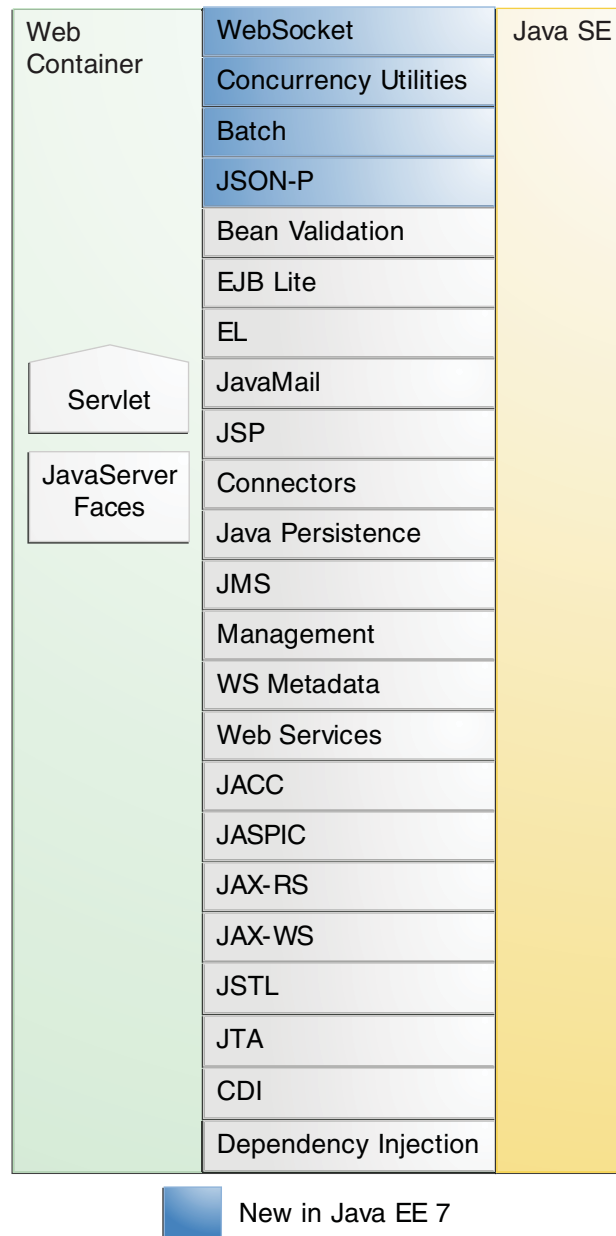 Web
Container
Servlet
JavaServer
Faces
WebSocket
Concurrency Utilities
Batch
JSON-P
Bean Validation
EJB Lite
EL
JavaMail
JSP
Connectors
Java Persistence
JMS
Management
WS Metadata
Web Services
JACC
JASPIC
JAX-RS
JAX-WS
JSTL
JTA
CDI
Dependency Injection
Java SE
New in Java EE 7